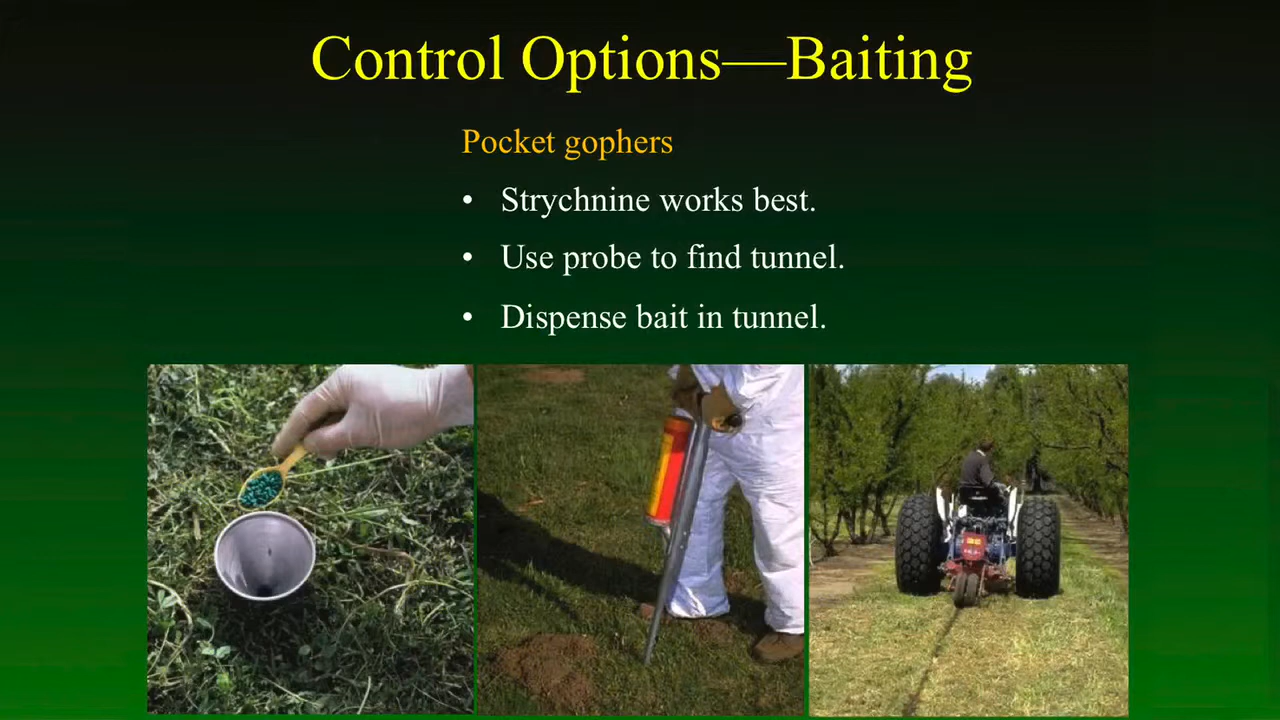 Control Options—Baiting
Pocket gophers
• Strychnine works best.
• Use probe to find tunnel.
• Dispense bait in tunnel.